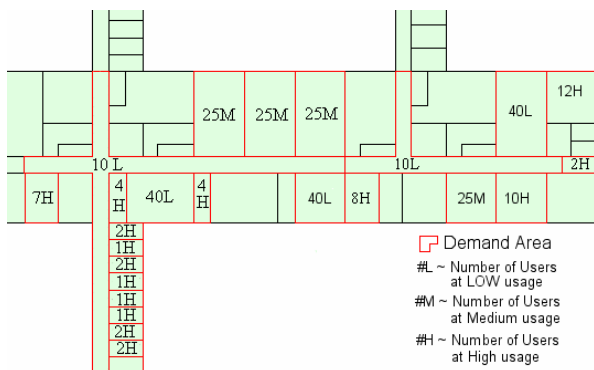 12H
40L
25M 25M 25M
10 L 10L 2H
7H 4 H 40L 4 H 40L 8H 25M 10H
2H
1H
2H
1H
1H
1H
2H
2H
Demand Area
#L ~ Number of Users
at LOW usage
#M ~ Number of Users
at Medium usage
#H ~ Number of Users
at High usage